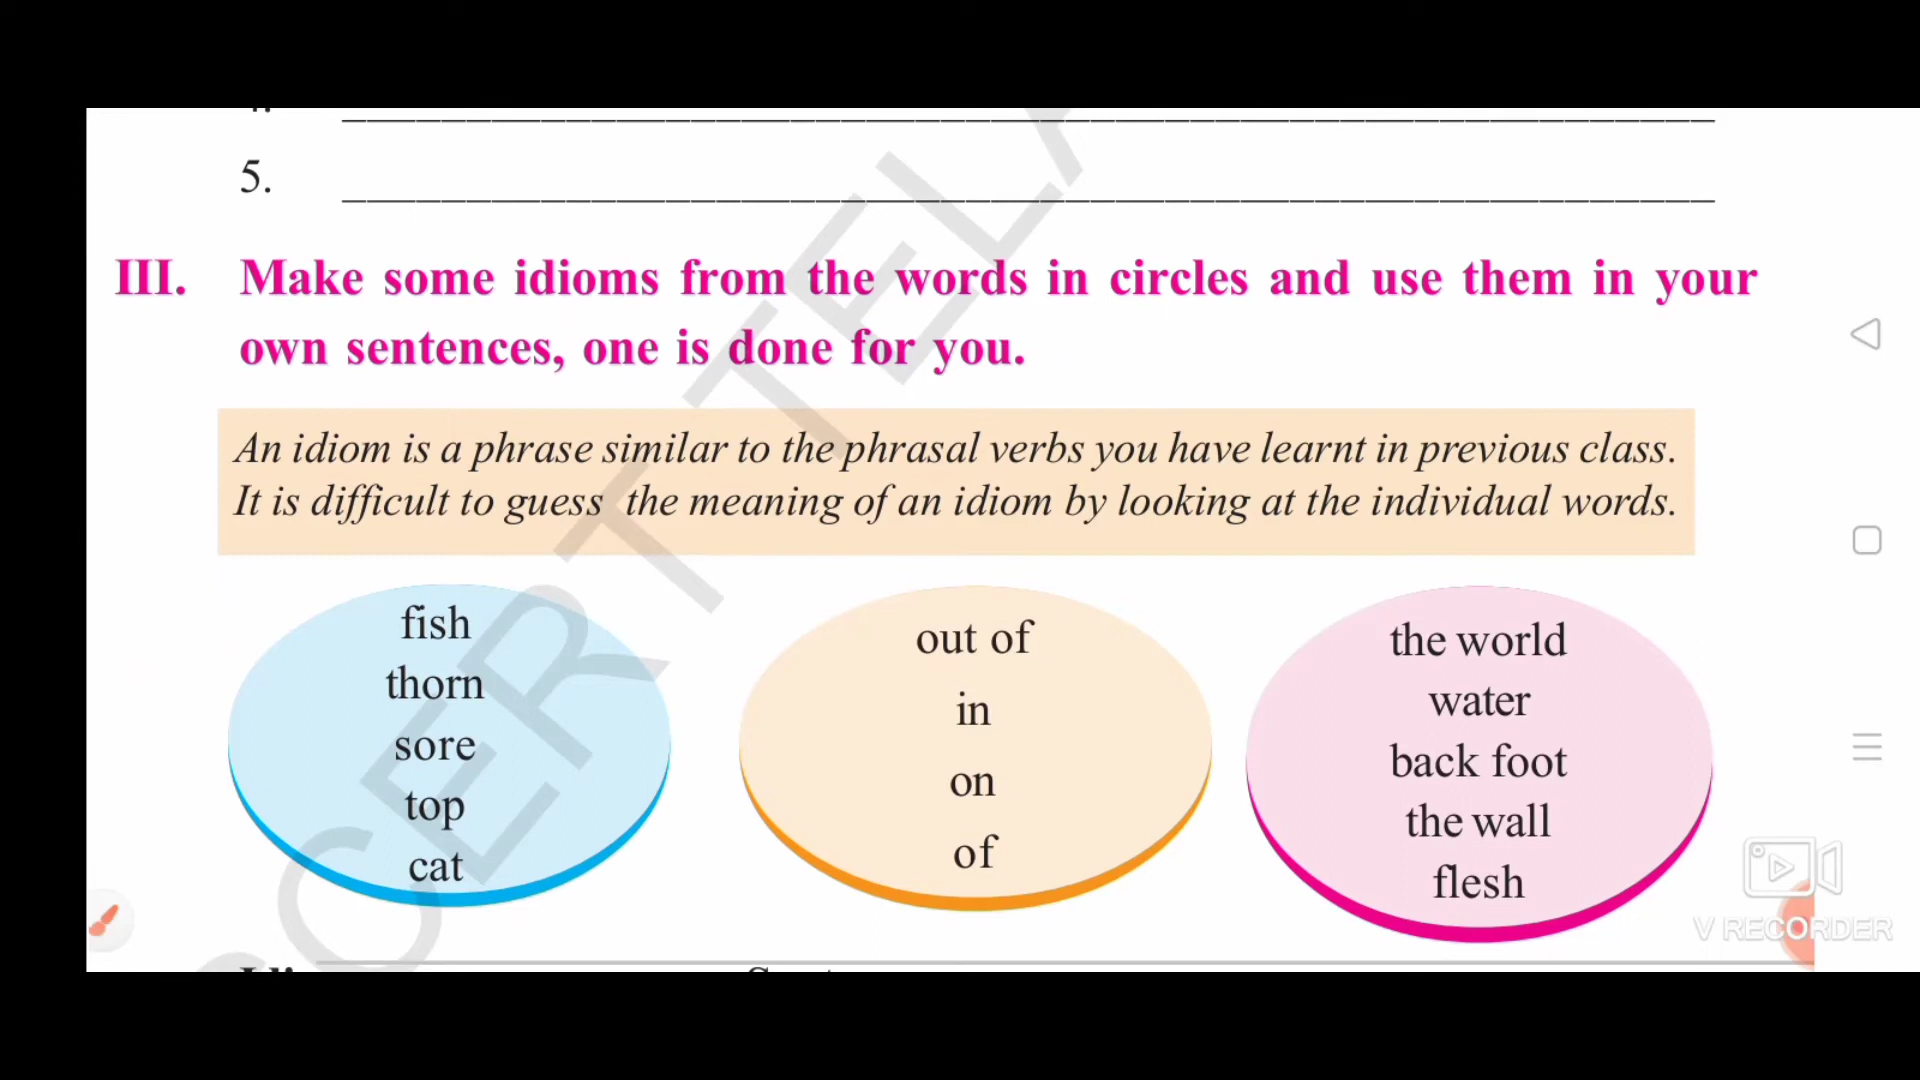 5. ____________________
III. Make some idioms from the words in circles and use them in your
own sentences, one is done for you.
An idiom is a phrase similar to the phrasal verbs you have learnt in previous class.
It is difficult to guess the meaning of an idiom by looking at the individual words.
fish
thorn
sore
top
cat
out of
in
on
of
the world
water
back foot
the wall
flesh
V RECORDER
SCERT TELA